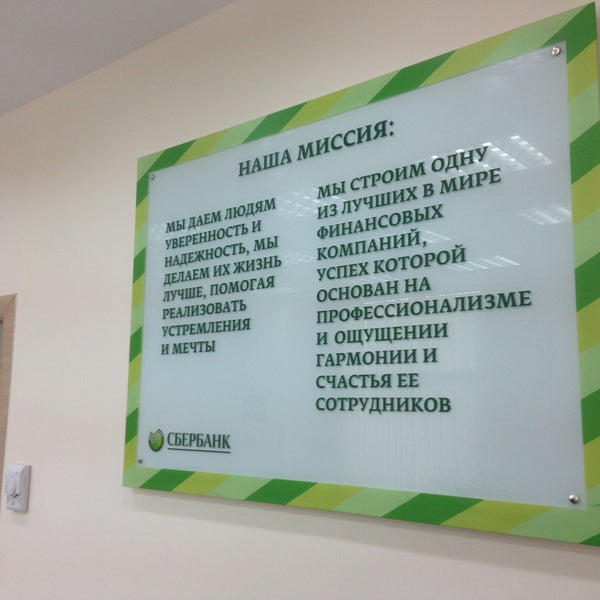 НАША МИССИЯ:
МЫ ДАЕМ ЛЮДЯМ
УВЕРЕННОСТЬ И
НАДЕЖНОСТЬ, МЫ
ДЕЛАЕМ ИХ ЖИЗНЬ
ЛУЧШЕ, ПОМОГАЯ
РЕАЛИЗОВАТЬ
УСТРЕМЛЕНИЯ
И МЕЧТЫ
МЫ СТРОИМ ОДНУ
ИЗ ЛУЧШИХ В МИРЕ
ФИНАНСОВЫХ
КОМПАНИЙ,
УСПЕХ КОТОРОЙ
ОСНОВАН НА
ПРОФЕССИОНАЛИЗМЕ
И ОЩУЩЕНИИ
ГАРМОНИИ И
СЧАСТЬЯ ЕЕ
СОТРУДНИКОВ
СБЕРБАНК